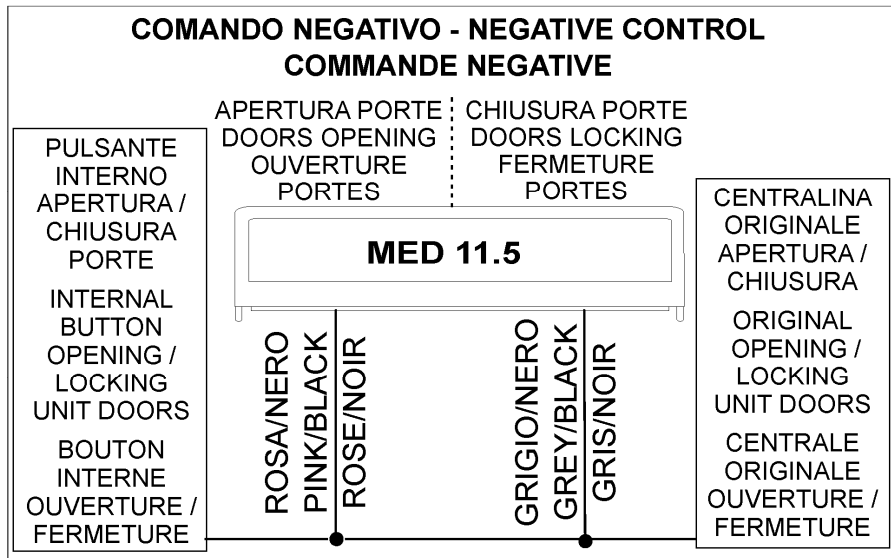 COMANDO NEGATIVO - NEGATIVE CONTROL
COMMANDE NEGATIVE
APERTURA PORTE
DOORS OPENING
OUVERTURE
PORTES
CHIUSURA PORTE
DOORS LOCKING
FERMETURE
PORTES
PULSANTE
INTERNO
APERTURA /
CHIUSURA
PORTE
INTERNAL
BUTTON
OPENING /
LOCKING
UNIT DOORS
BOUTON
INTERNE
OUVERTURE /
FERMETURE
MED 11.5
ROSA/NERO
PINK/BLACK
ROSE/NOIR
GRIGIO/NERO
GREY/BLACK
GRIS/NOIR
CENTRALINA
ORIGINALE
APERTURA /
CHIUSURA
ORIGINAL
OPENING /
LOCKING
UNIT DOORS
CENTRALE
ORIGINALE
OUVERTURE /
FERMETURE